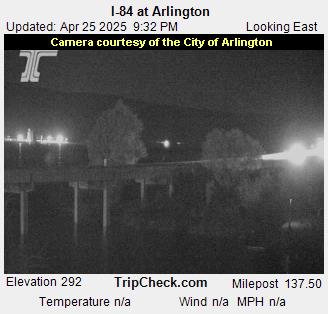 I-84 at Arlington
Updated: Apr 25 2025 9:32 PM Looking East
Camera courtesy of the City of Arlington
Elevation 292 TripCheck.com Milepost 137.50
Temperature n/a Wind n/a MPH n/a